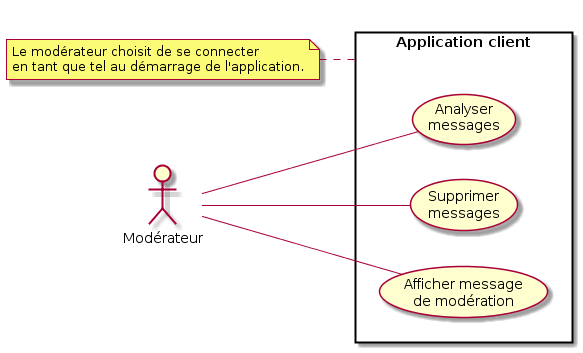 Application client
Le modérateur choisit de se connecter
en tant que tel au démarrage de l'application.
Analyser
messages
Supprimer
messages
Modérateur
Afficher message
de modération